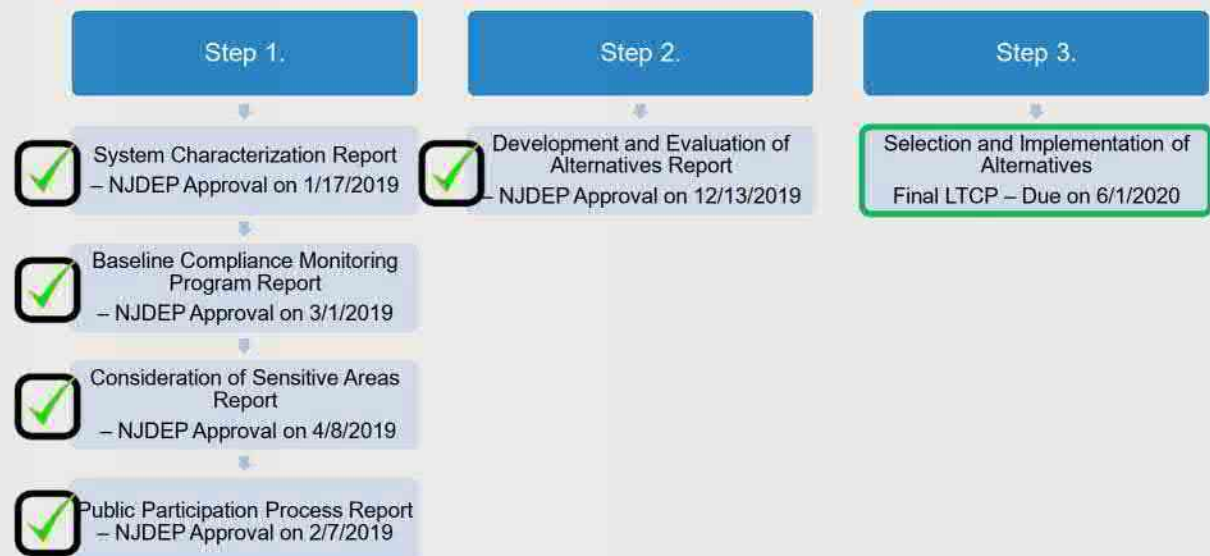 Step 1.
System Characterization Report
– NJDEP Approval on 1/17/2019
Baseline Compliance Monitoring
Program Report
– NJDEP Approval on 3/1/2019
Consideration of Sensitive Areas
Report
– NJDEP Approval on 4/8/2019
Public Participation Process Report
– NJDEP Approval on 2/7/2019
Step 2.
Development and Evaluation of
Alternatives Report
– NJDEP Approval on 12/13/2019
Step 3.
Selection and Implementation of
Alternatives
Final LTCP – Due on 6/1/2020